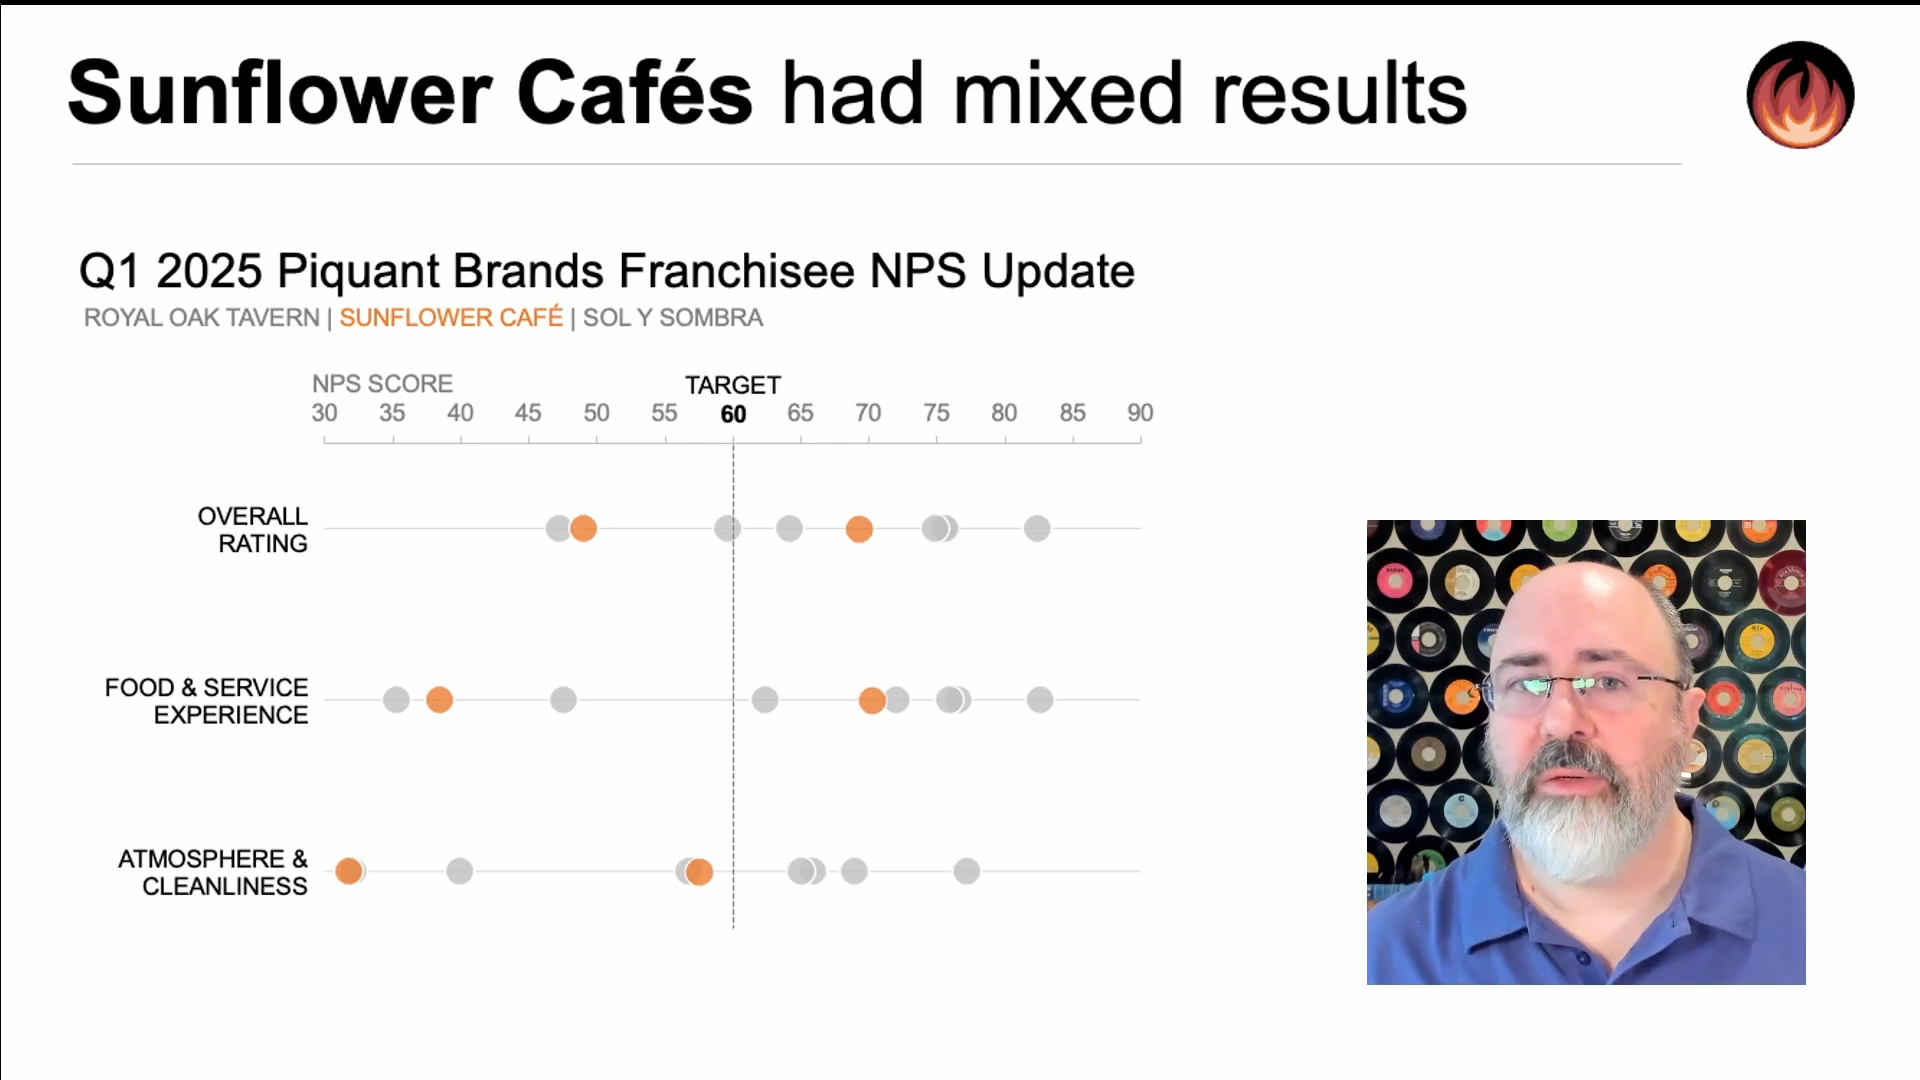 Sunflower Cafés had mixed results
Q1 2025 Piquant Brands Franchisee NPS Update
ROYAL OAK TAVERN | SUNFLOWER CAFÉ | SOL Y SOMBRA
NPS SCORE
TARGET
30 35 40 45 50 55 60 65 70 75 80 85 90
OVERALL
RATING
FOOD & SERVICE
EXPERIENCE
ATMOSPHERE &
CLEANLINESS